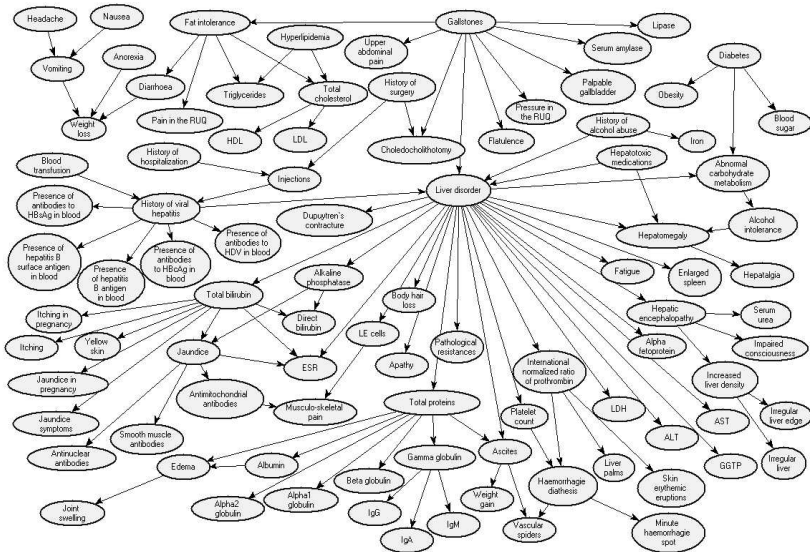 Headache
Nausea
Fat intolerance
Gallstones
Lipase
Hyperlipidemia
Upper
abdominal
pain
Serum amylase
Vomiting
Anorexia
Diabetes
Diarrhoea
Triglycerides
Total
cholesterol
History
of
surgery
Palpable
gallbladder
Obesity
Weight
loss
Pain in the RUQ
Pressure in
the RUQ
Blood
sugar
HDL
LDL
Flatulence
History of
alcohol abuse
Choledocholithotomy
Iron
History of
hospitalization
Hepatotoxic
medications
Blood
transfusion
Injections
Liver disorder
Abnormal
carbohydrate
metabolism
Presence of
antibodies to
HBsAg in blood
History of viral
hepatitis
Dupuytren's
contracture
Alcohol
intolerance
Presence of
hepatitis B
surface antigen
in blood
Presence of
hepatitis B
antigen in
blood
Presence of
antibodies
to HBcAg in
blood
Presence of
antibodies to
HDV in blood
Hepatomegaly
Alkaline
phosphatase
Fatigue
Enlarged
spleen
Hepatalgia
Total bilirubin
Body hair
loss
Itching in
pregnancy
Direct
bilirubin
LE cells
Hepatic
encephalopathy
Serum
urea
Itching
Yellow
skin
Jaundice
ESR
Apathy
Pathological
resistances
International
normalized ratio
of prothrombin
Alpha
fetoprotein
Impaired
consciousness
Jaundice in
pregnancy
Antimitochondrial
antibodies
Musculo-skeletal
pain
Total proteins
Increased
liver density
Jaundice
symptoms
Smooth muscle
antibodies
Platelet
count
LDH
AST
Irregular
liver edge
Antinuclear
antibodies
ALT
Edema
Albumin
Gamma
globulin
Ascites
GGTP
Irregular
liver
Beta globulin
Liver
palms
Haemorrhagie
diathesis
Skin
erythemic
eruptions
Joint
swelling
Alpha2
globulin
Alpha1
globulin
IgG
IgA
IgM
Weight
gain
Vascular
spiders
Minute
haemorrhagie
spot